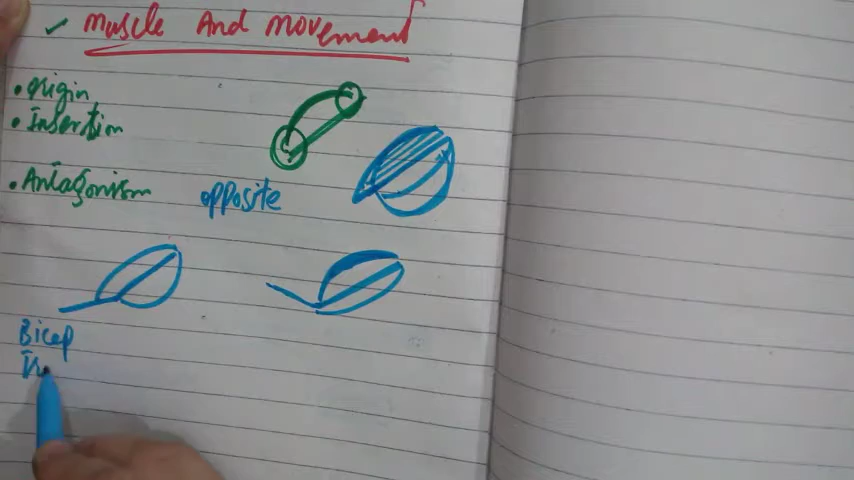 Muscle And movement
• origin
• Insertion
• Antagonism opposite
Bicep